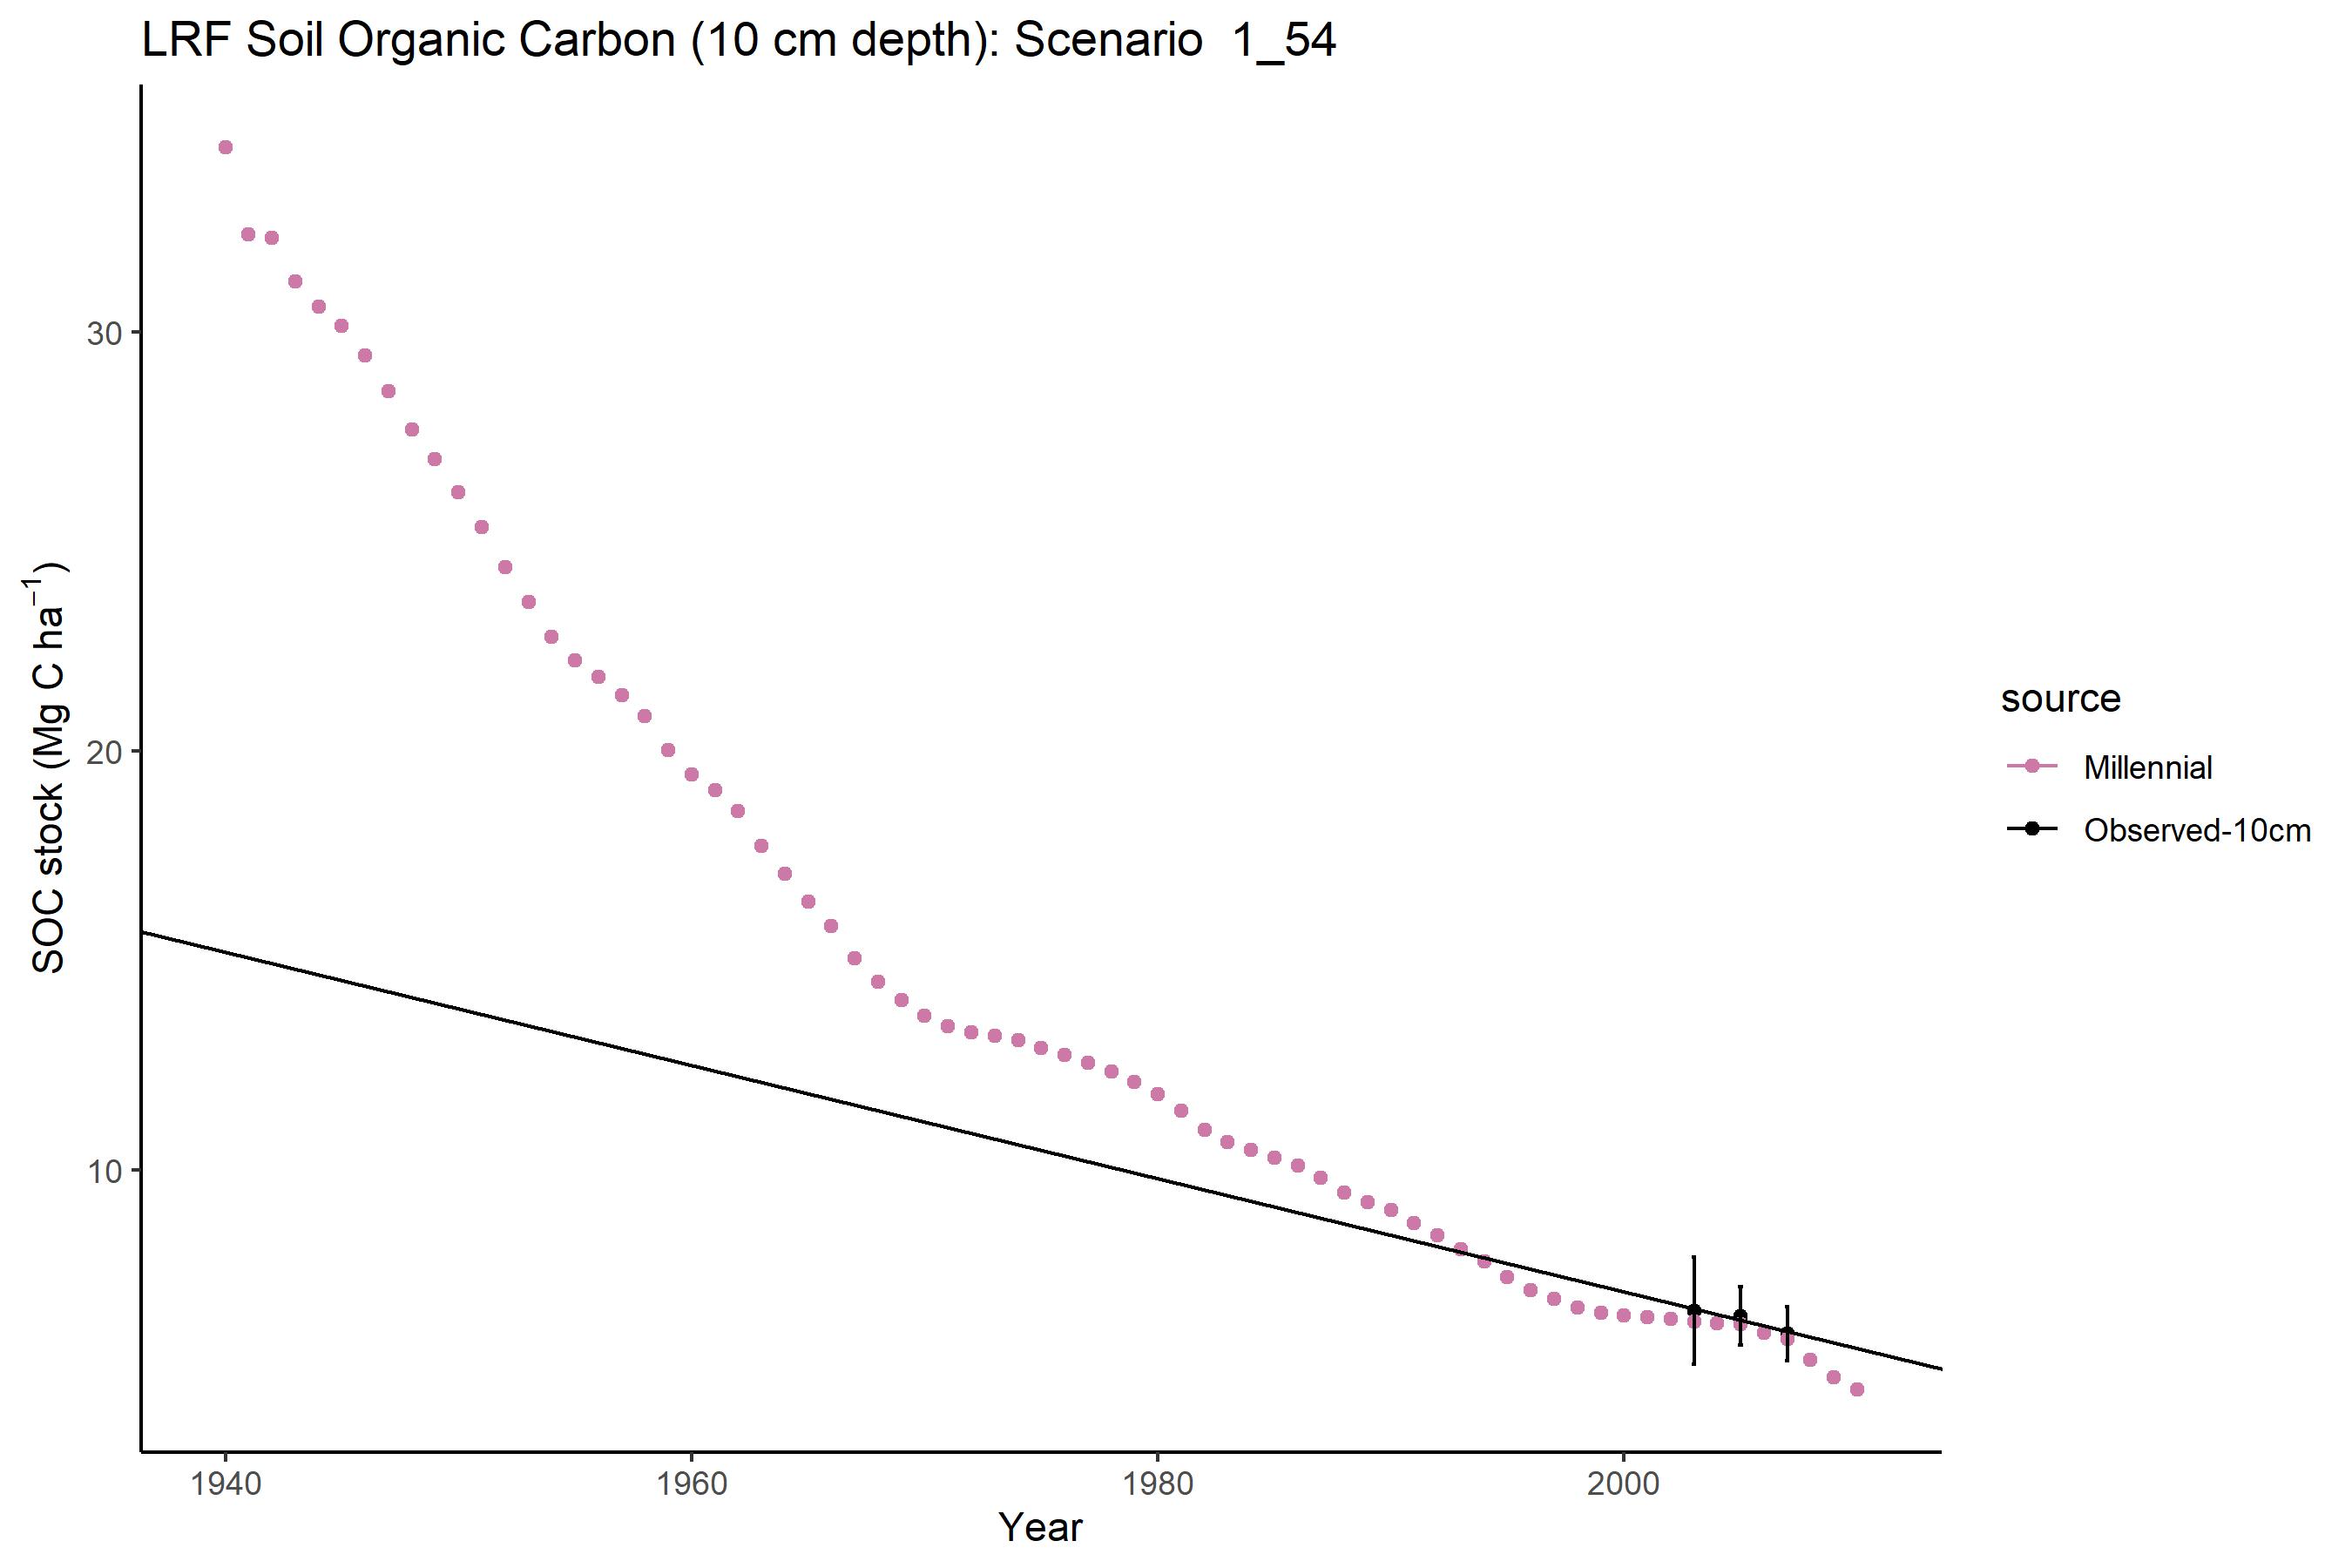 LRF Soil Organic Carbon (10 cm depth): Scenario  1_54
SOC stock (Mg C ha⁻¹)
30
20
10
1940
1960
1980
2000
Year
source
Millennial
Observed-10cm